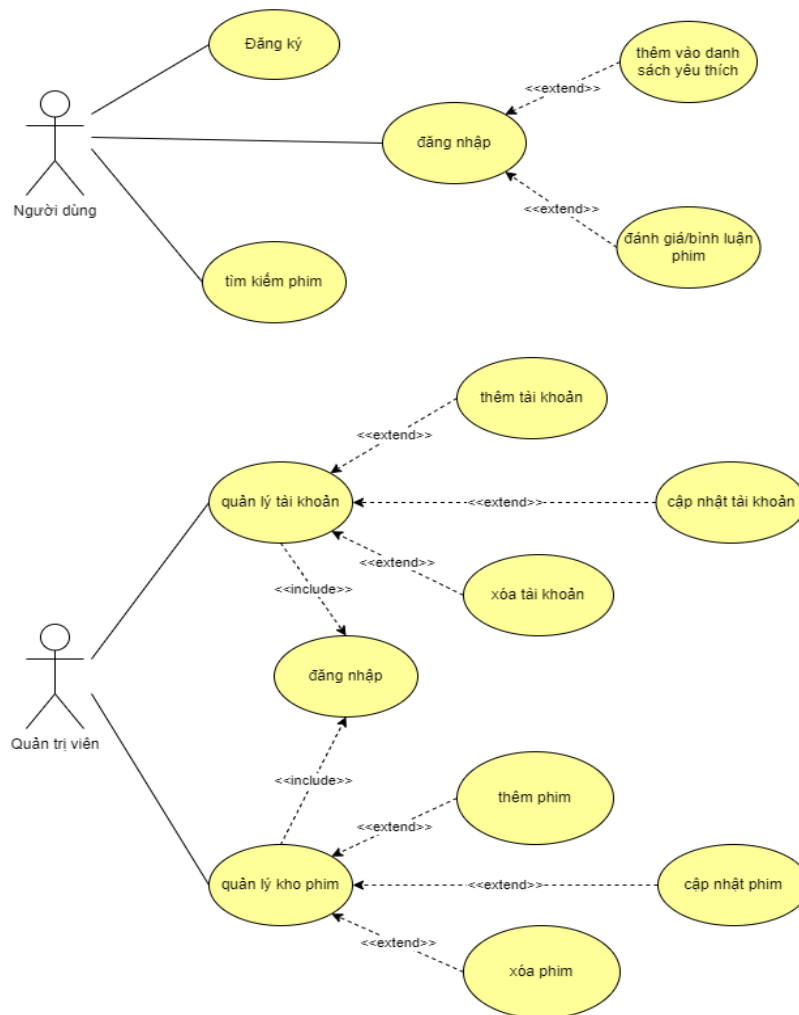 Đăng ký
thêm vào danh
sách yêu thích
<<extend>>
đăng nhập
Người dùng
<<extend>>
đánh giá/bình luận
phim
tìm kiếm phim
thêm tài khoản
<<extend>>
quản lý tài khoản
<<extend>>
cập nhật tài khoản
<<extend>>
<<include>>
xóa tài khoản
đăng nhập
Quản trị viên
<<include>>
thêm phim
<<extend>>
quản lý kho phim
<<extend>>
cập nhật phim
<<extend>>
xóa phim